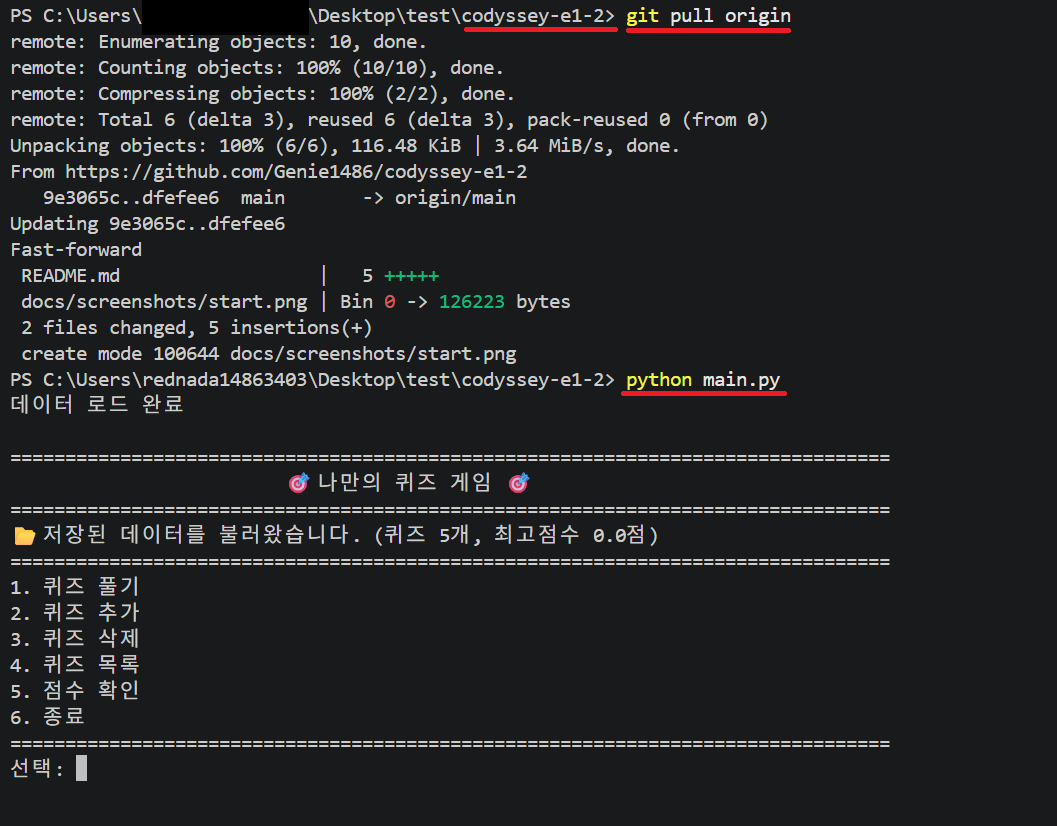 PS C:\Users\ \Desktop\test\codyssey-e1-2> git pull origin
remote: Enumerating objects: 10, done.
remote: Counting objects: 100% (10/10), done.
remote: Compressing objects: 100% (2/2), done.
remote: Total 6 (delta 3), reused 6 (delta 3), pack-reused 0 (from 0)
Unpacking objects: 100% (6/6), 116.48 KiB | 3.64 MiB/s, done.
From https://github.com/Genie1486/codyssey-e1-2
   9e3065c..dfefee6  main       -> origin/main
Updating 9e3065c..dfefee6
Fast-forward
 README.md                  |   5 +++++
 docs/screenshots/start.png | Bin 0 -> 126223 bytes
 2 files changed, 5 insertions(+)
 create mode 100644 docs/screenshots/start.png
PS C:\Users\rednada14863403\Desktop\test\codyssey-e1-2> python main.py
데이터 로드 완료
================================================================================
🎯 나만의 퀴즈 게임 🎯
================================================================================
📂 저장된 데이터를 불러왔습니다. (퀴즈 5개, 최고점수 0.0점)
================================================================================
1. 퀴즈 풀기
2. 퀴즈 추가
3. 퀴즈 삭제
4. 퀴즈 목록
5. 점수 확인
6. 종료
================================================================================
선택: